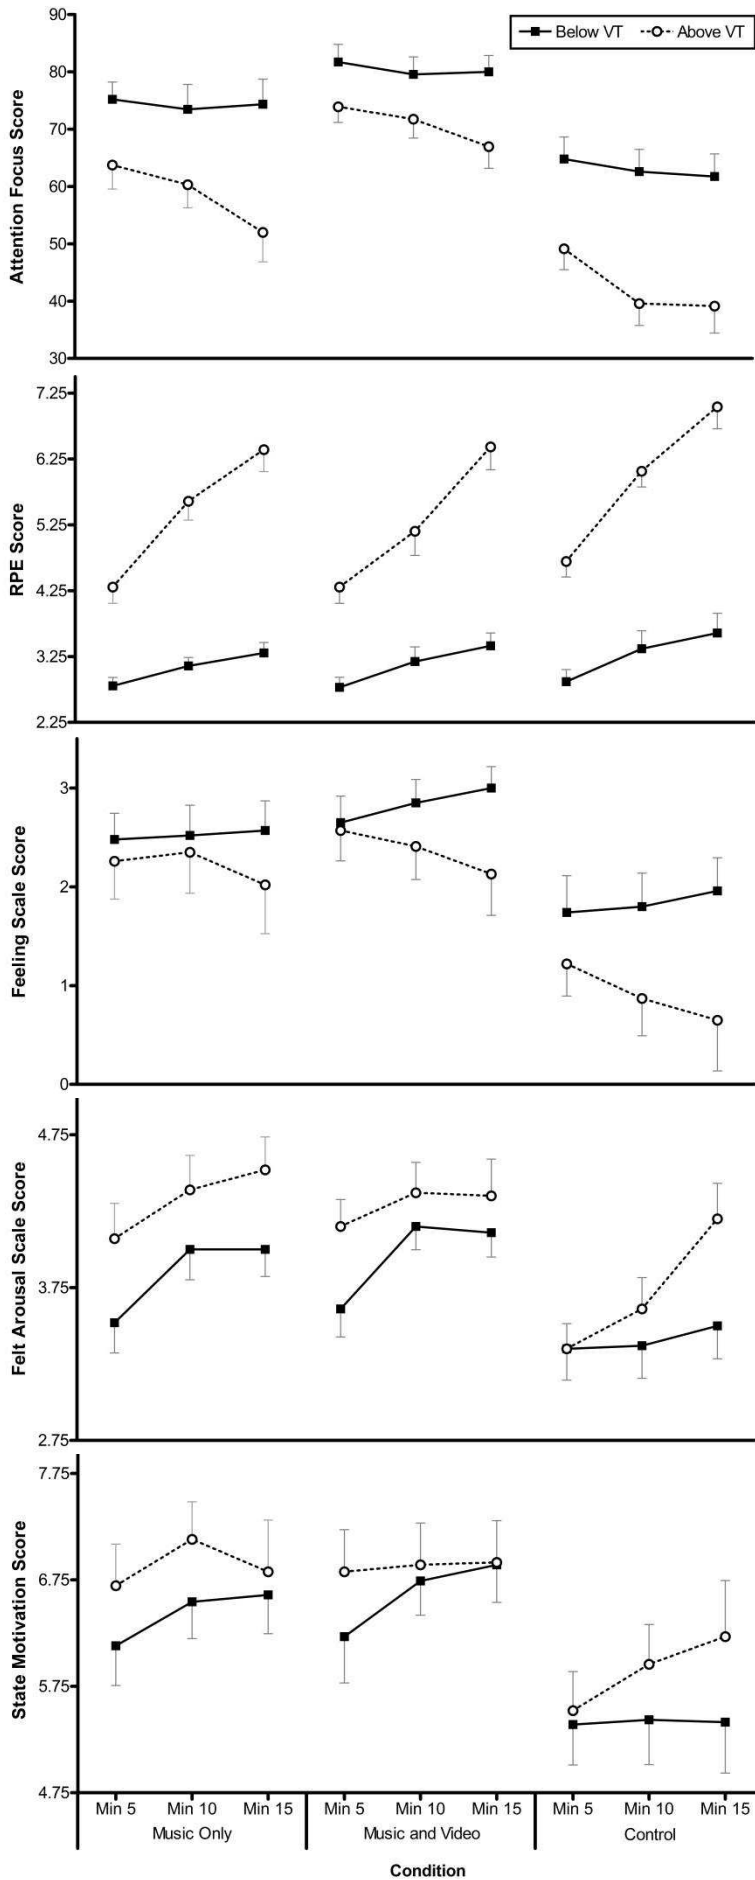 90
80
70
60
50
40
30
Attention Focus Score
Below VT Above VT
7.25
6.25
5.25
4.25
3.25
2.25
RPE Score
3
2
1
0
Feeling Scale Score
4.75
3.75
2.75
Felt Arousal Scale Score
7.75
6.75
5.75
4.75
State Motivation Score
Min 5 Min 10 Min 15 Min 5 Min 10 Min 15 Min 5 Min 10 Min 15
Music Only Music and Video Control
Condition